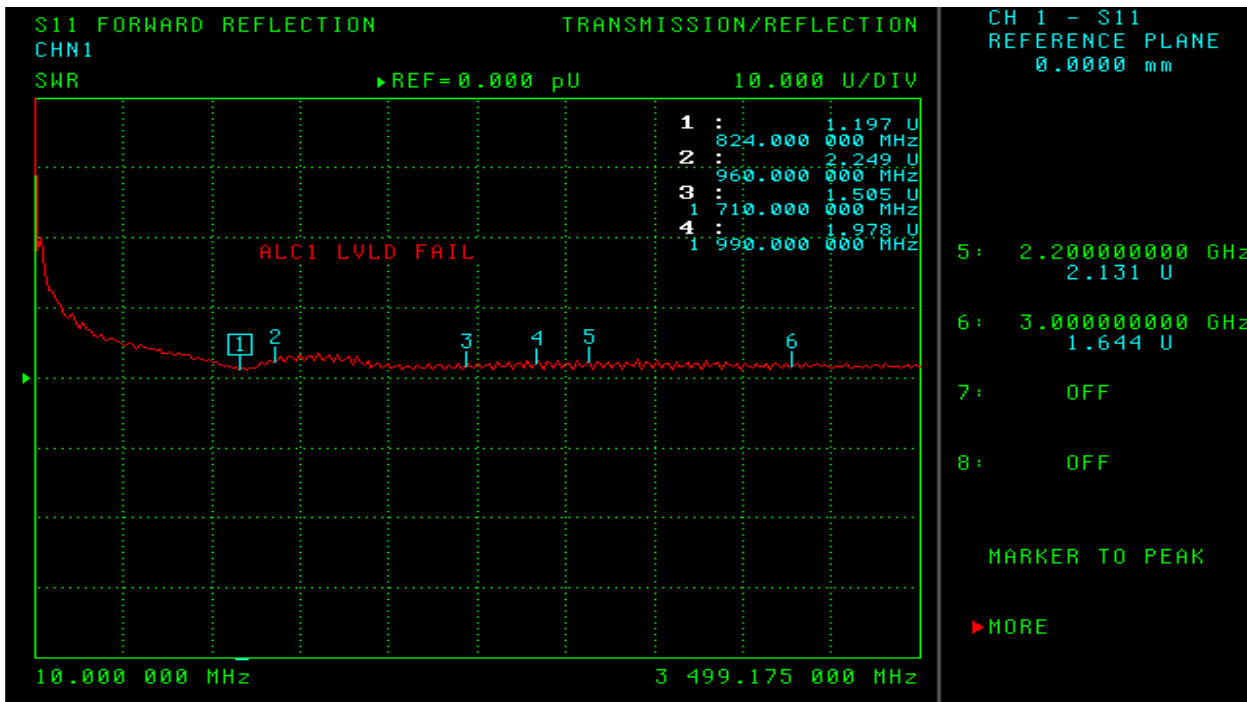 S11 FORWARD REFLECTION TRANSMISSION/REFLECTION
CHN1
SWR ▶REF=0.000 pU 10.000 U/DIV
1 : 1.197 U
824.000 000 MHz
2 : 2.249 U
960.000 000 MHz
3 : 1.505 U
1 710.000 000 MHz
4 : 1.978 U
1 990.000 000 MHz
ALC1 LVLD FAIL
1 2 3 4 5 6
10.000 000 MHz 3 499.175 000 MHz
CH 1 - S11
REFERENCE PLANE
0.0000 mm
5: 2.200000000 GHz
2.131 U
6: 3.000000000 GHz
1.644 U
7: OFF
8: OFF
MARKER TO PEAK
▶MORE